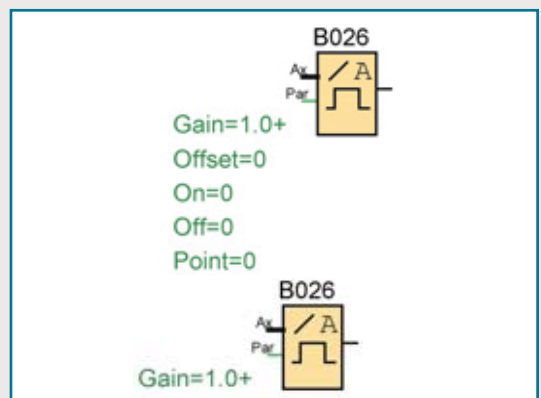 B026
Ax
A
Par
Gain=1.0+
Offset=0
On=0
Off=0
Point=0
B026
Ax
A
Par
Gain=1.0+